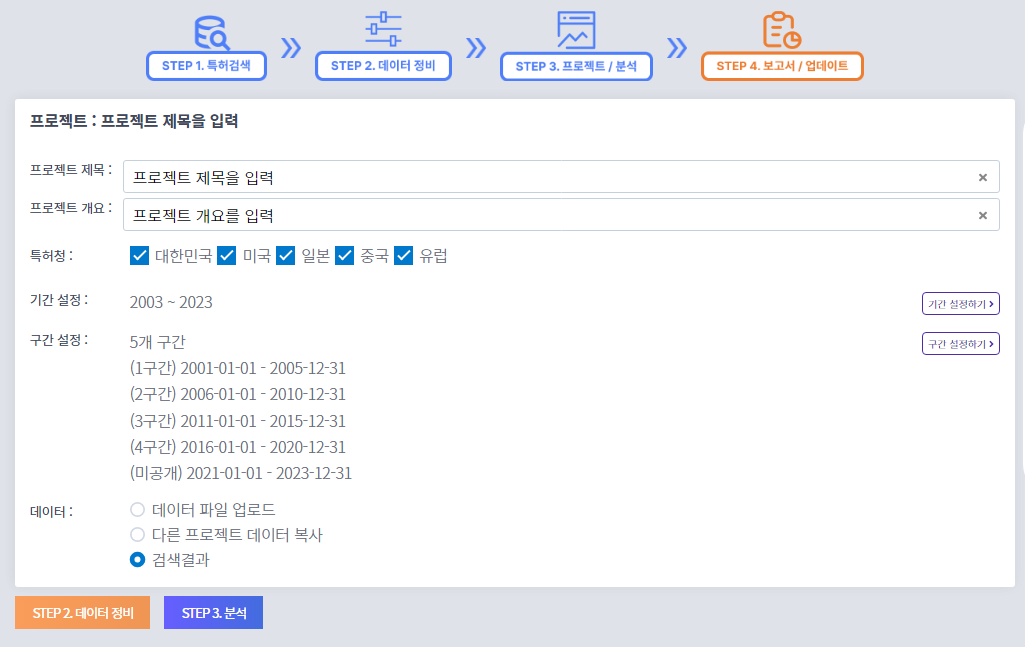 STEP 1. 특허검색
STEP 2. 데이터 정비
STEP 3. 프로젝트 / 분석
STEP 4. 보고서 / 업데이트
프로젝트 : 프로젝트 제목을 입력
프로젝트 제목 : 프로젝트 제목을 입력 ×
프로젝트 개요 : 프로젝트 개요를 입력 ×
특허청 : 대한민국 미국 일본 중국 유럽
기간 설정 : 2003 ~ 2023 기간 설정하기 >
구간 설정 : 5개 구간 구간 설정하기 >
(1구간) 2001-01-01 - 2005-12-31
(2구간) 2006-01-01 - 2010-12-31
(3구간) 2011-01-01 - 2015-12-31
(4구간) 2016-01-01 - 2020-12-31
(미공개) 2021-01-01 - 2023-12-31
데이터 : 데이터 파일 업로드
다른 프로젝트 데이터 복사
검색결과
STEP 2. 데이터 정비 STEP 3. 분석